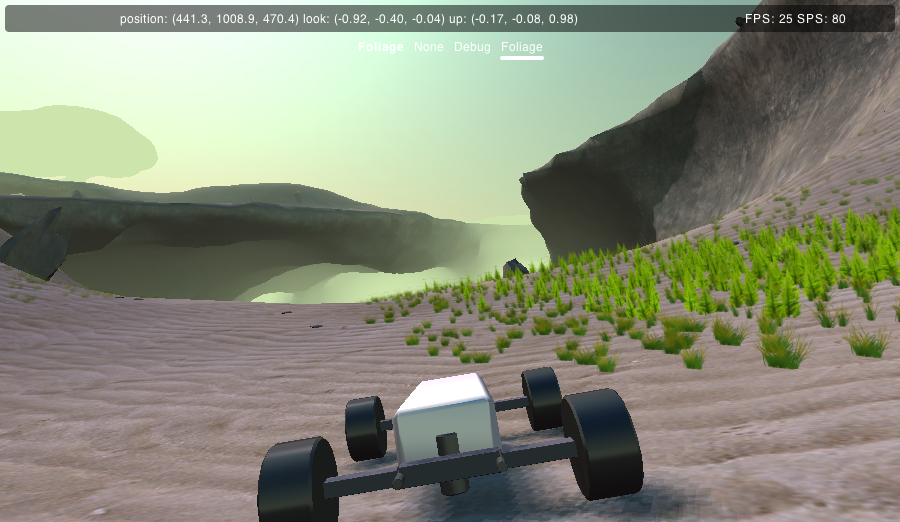 position: (441.3, 1008.9, 470.4) look: (-0.92, -0.40, -0.04) up: (-0.17, -0.08, 0.98) FPS: 25 SPS: 80
Foliage None Debug Foliage